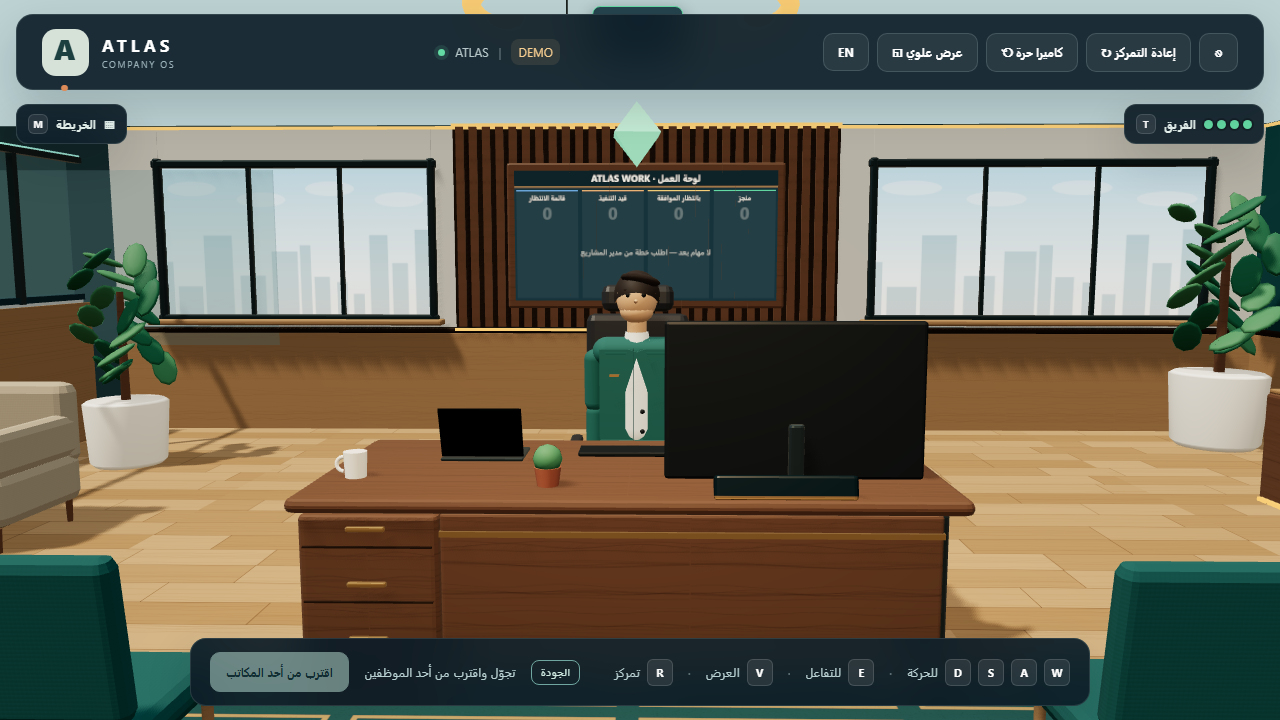 A
ATLAS
COMPANY OS
ATLAS | DEMO
EN
عرض علوي
كاميرا حرة
إعادة التمركز
M الخريطة
T الفريق
ATLAS WORK · لوحة العمل
منجز
بانتظار الموافقة
قيد التنفيذ
قائمة الانتظار
0
0
0
0
لا مهام بعد — اطلب خطة من مدير المشاريع
W A S D للحركة · E للتفاعل · V العرض · R تمركز
الجودة
تجوّل واقترب من أحد الموظفين
اقترب من أحد المكاتب